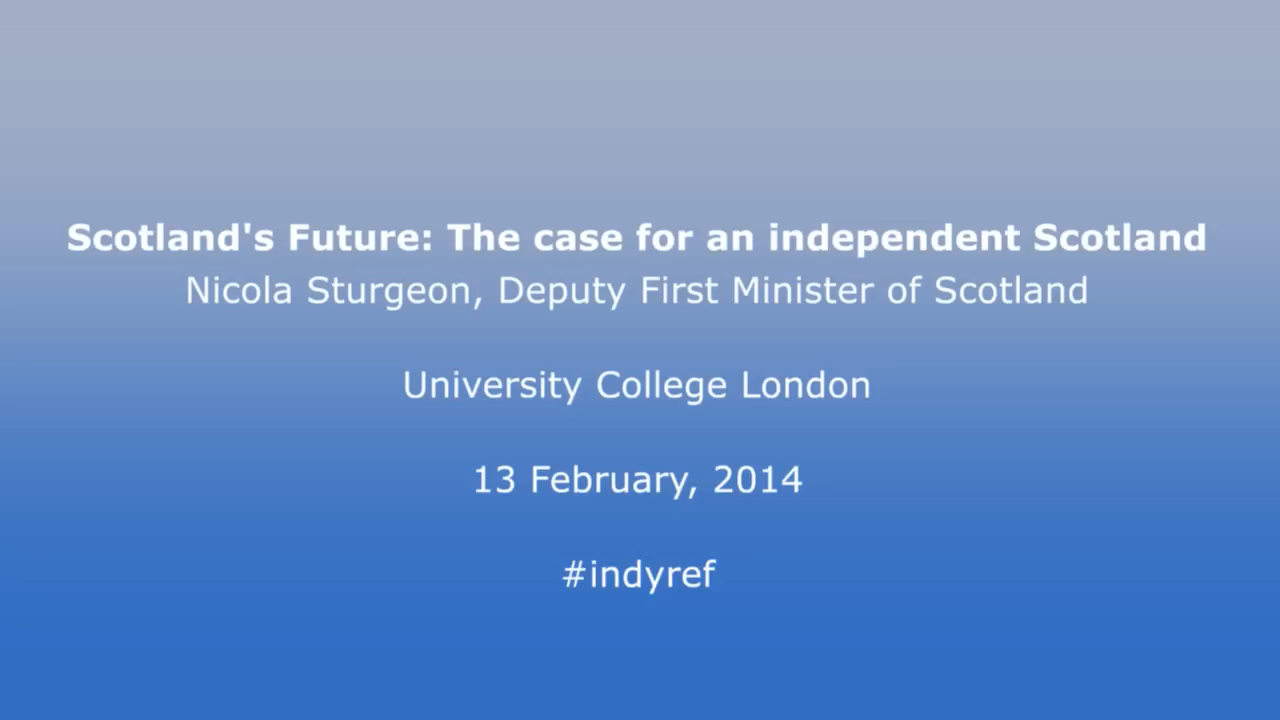 Scotland's Future: The case for an independent Scotland
Nicola Sturgeon, Deputy First Minister of Scotland
University College London
13 February, 2014
#indyref